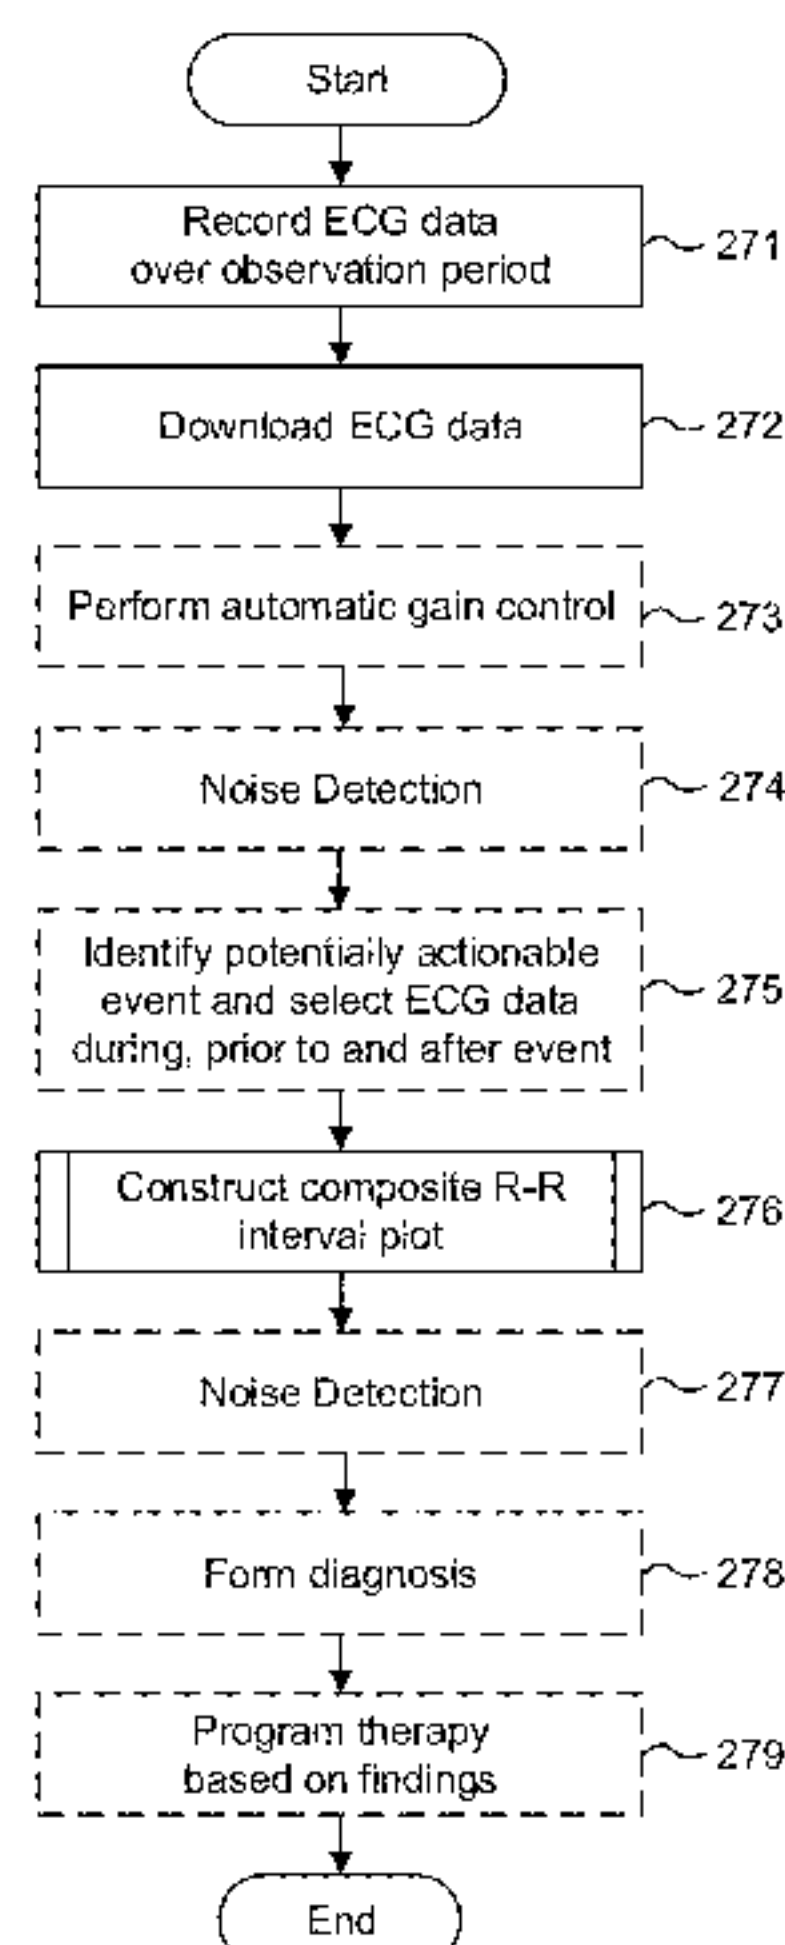 Start
Record ECG data
over observation period
271
Download ECG data
272
Perform automatic gain control
273
Noise Detection
274
Identify potentially actionable
event and select ECG data
during, prior to and after event
275
Construct composite R-R
interval plot
276
Noise Detection
277
Form diagnosis
278
Program therapy
based on findings
279
End